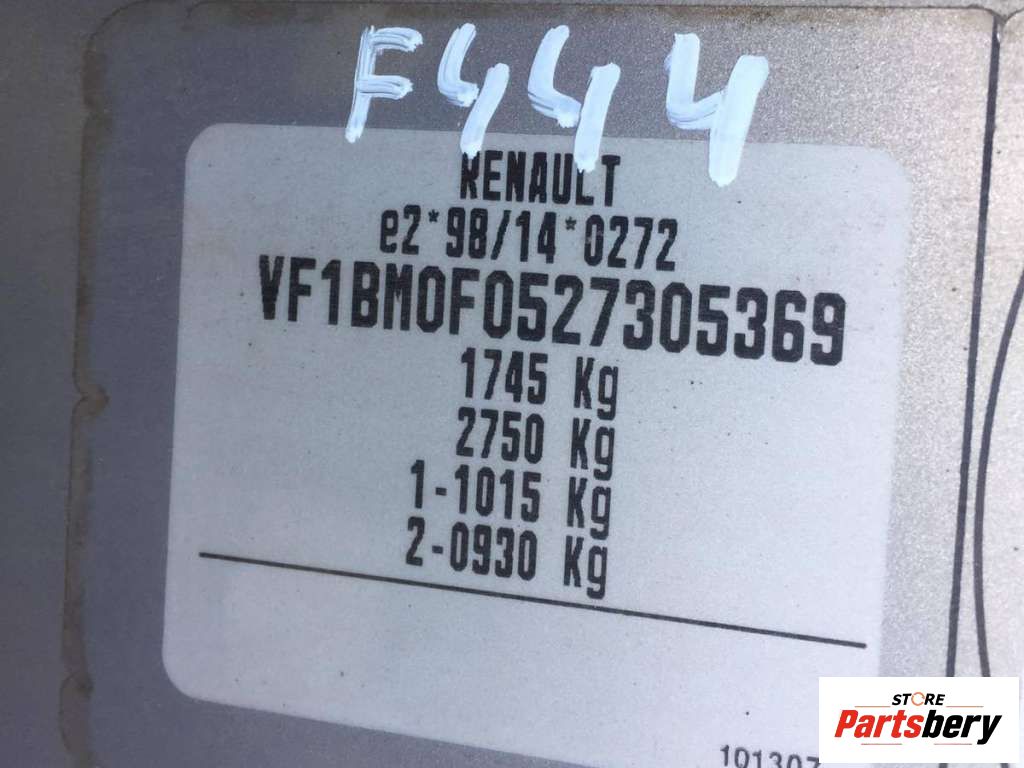 F444
RENAULT
e2*98/14*0272
VF1BM0F0527305369
1745 Kg
2750 Kg
1-1015 Kg
2-0930 Kg
STORE
Partsbery